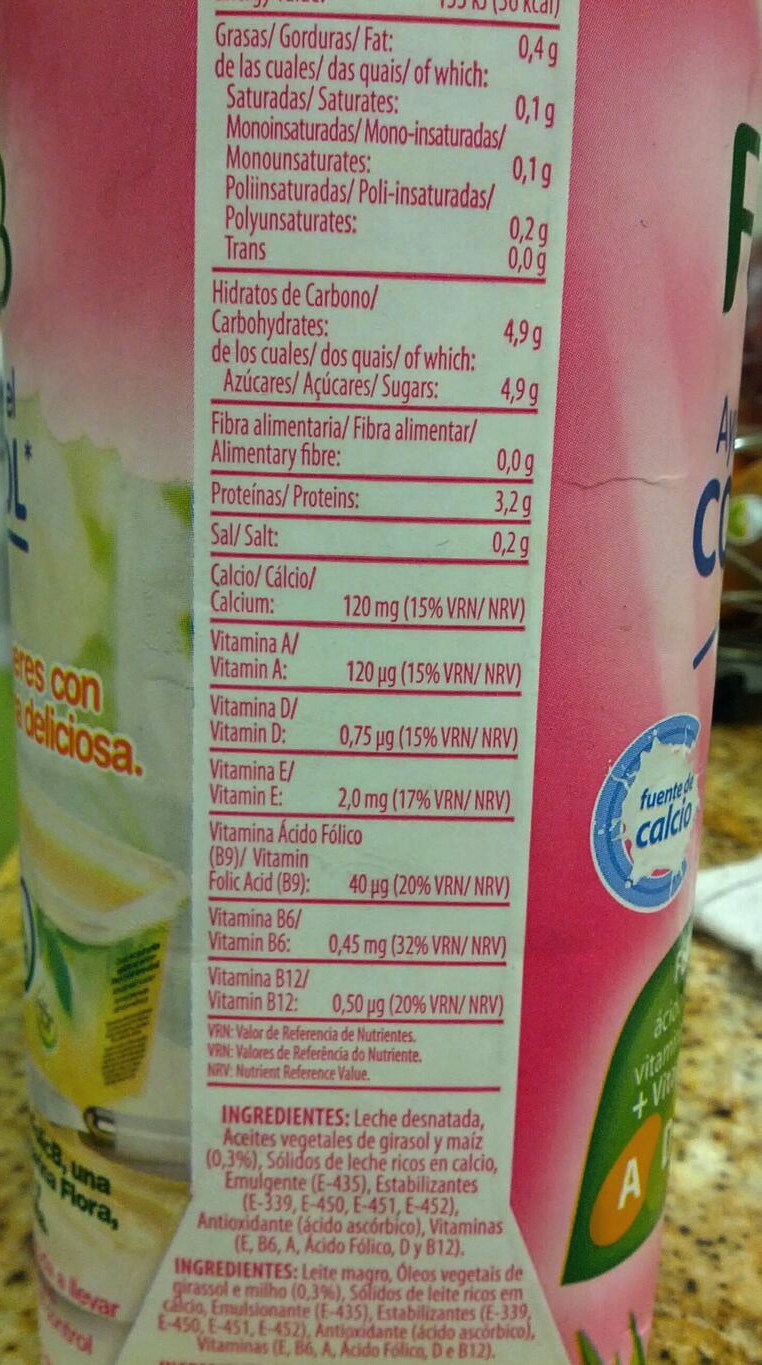 Grasas/ Gorduras/ Fat: 0,4 g
de las cuales/ das quais/ of which:
Saturadas/ Saturates: 0,1 g
Monoinsaturadas/ Mono-insaturadas/
Monounsaturates: 0,1 g
Poliinsaturadas/ Poli-insaturadas/
Polyunsaturates: 0,2 g
Trans 0,0 g
Hidratos de Carbono/
Carbohydrates: 4,9 g
de los cuales/ dos quais/ of which:
Azúcares/ Açúcares/ Sugars: 4,9 g
Fibra alimentaria/ Fibra alimentar/
Alimentary fibre: 0,0 g
Proteínas/ Proteins: 3,2 g
Sal/ Salt: 0,2 g
Calcio/ Cálcio/
Calcium: 120 mg (15% VRN/ NRV)
Vitamina A/
Vitamin A: 120 µg (15% VRN/ NRV)
Vitamina D/
Vitamin D: 0,75 µg (15% VRN/ NRV)
Vitamina E/
Vitamin E: 2,0 mg (17% VRN/ NRV)
Vitamina Ácido Fólico
(B9)/ Vitamin
Folic Acid (B9): 40 µg (20% VRN/ NRV)
Vitamina B6/
Vitamin B6: 0,45 mg (32% VRN/ NRV)
Vitamina B12/
Vitamin B12: 0,50 µg (20% VRN/ NRV)
VRN: Valor de Referencia de Nutrientes.
VRN: Valores de Referência do Nutriente.
NRV: Nutrient Reference Value.
INGREDIENTES: Leche desnatada,
Aceites vegetales de girasol y maíz
(0,3%), Sólidos de leche ricos en calcio,
Emulgente (E-435), Estabilizantes
(E-339, E-450, E-451, E-452),
Antioxidante (ácido ascórbico), Vitaminas
(E, B6, A, Ácido Fólico, D y B12).
INGREDIENTES: Leite magro, Óleos vegetais de
girassol e milho (0,3%), Sólidos de leite ricos em
cálcio, Emulsionante (E-435), Estabilizantes (E-339,
E-450, E-451, E-452), Antioxidante (ácido ascórbico),
Vitaminas (E, B6, A, Ácido Fólico, D e B12).
con
deliciosa.
una
Flora,
a llevar
fuente de
calcio
A